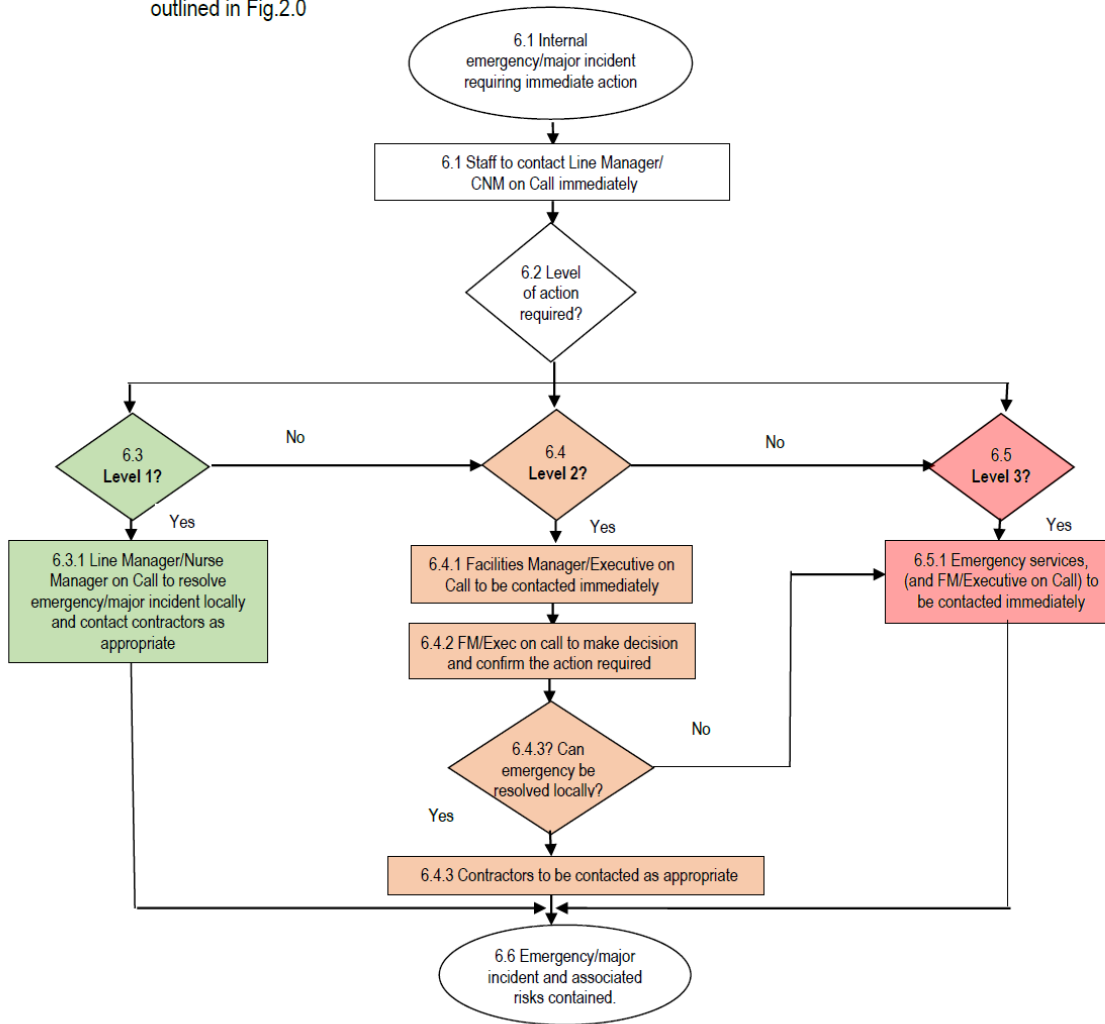 outlined in Fig.2.0
6.1 Internal
emergency/major incident
requiring immediate action
6.1 Staff to contact Line Manager/
CNM on Call immediately
6.2 Level
of action
required?
6.3
Level 1?
No
6.4
Level 2?
No
6.5
Level 3?
Yes
Yes
Yes
6.3.1 Line Manager/Nurse
Manager on Call to resolve
emergency/major incident locally
and contact contractors as
appropriate
6.4.1 Facilities Manager/Executive on
Call to be contacted immediately
6.5.1 Emergency services,
(and FM/Executive on Call) to
be contacted immediately
6.4.2 FM/Exec on call to make decision
and confirm the action required
6.4.3? Can
emergency be
resolved locally?
No
Yes
6.4.3 Contractors to be contacted as appropriate
6.6 Emergency/major
incident and associated
risks contained.